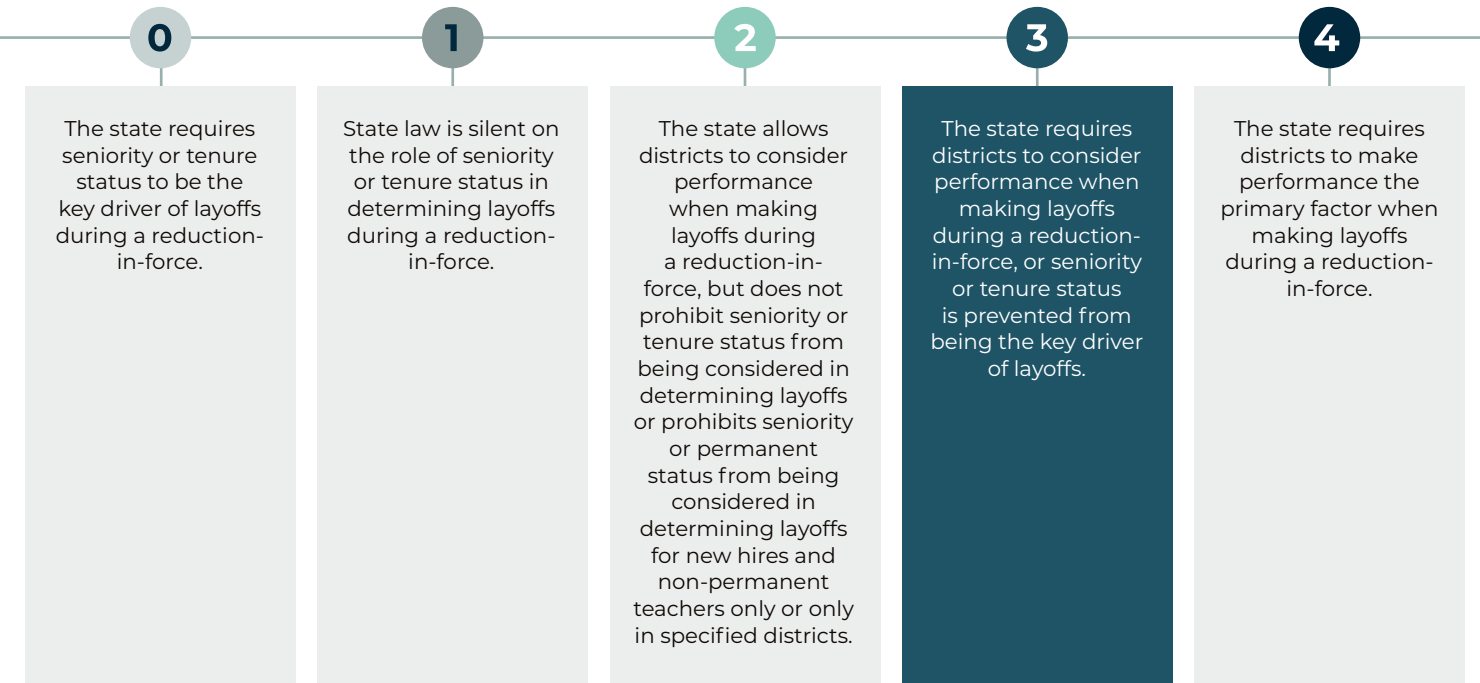 0
The state requires
seniority or tenure
status to be the
key driver of layoffs
during a reduction-
in-force.
1
State law is silent on
the role of seniority
or tenure status in
determining layoffs
during a reduction-
in-force.
2
The state allows
districts to consider
performance
when making
layoffs during
a reduction-in-
force, but does not
prohibit seniority or
tenure status from
being considered in
determining layoffs
or prohibits seniority
or permanent
status from being
considered in
determining layoffs
for new hires and
non-permanent
teachers only or only
in specified districts.
3
The state requires
districts to consider
performance when
making layoffs
during a reduction-
in-force, or seniority
or tenure status
is prevented from
being the key driver
of layoffs.
4
The state requires
districts to make
performance the
primary factor when
making layoffs
during a reduction-
in-force.